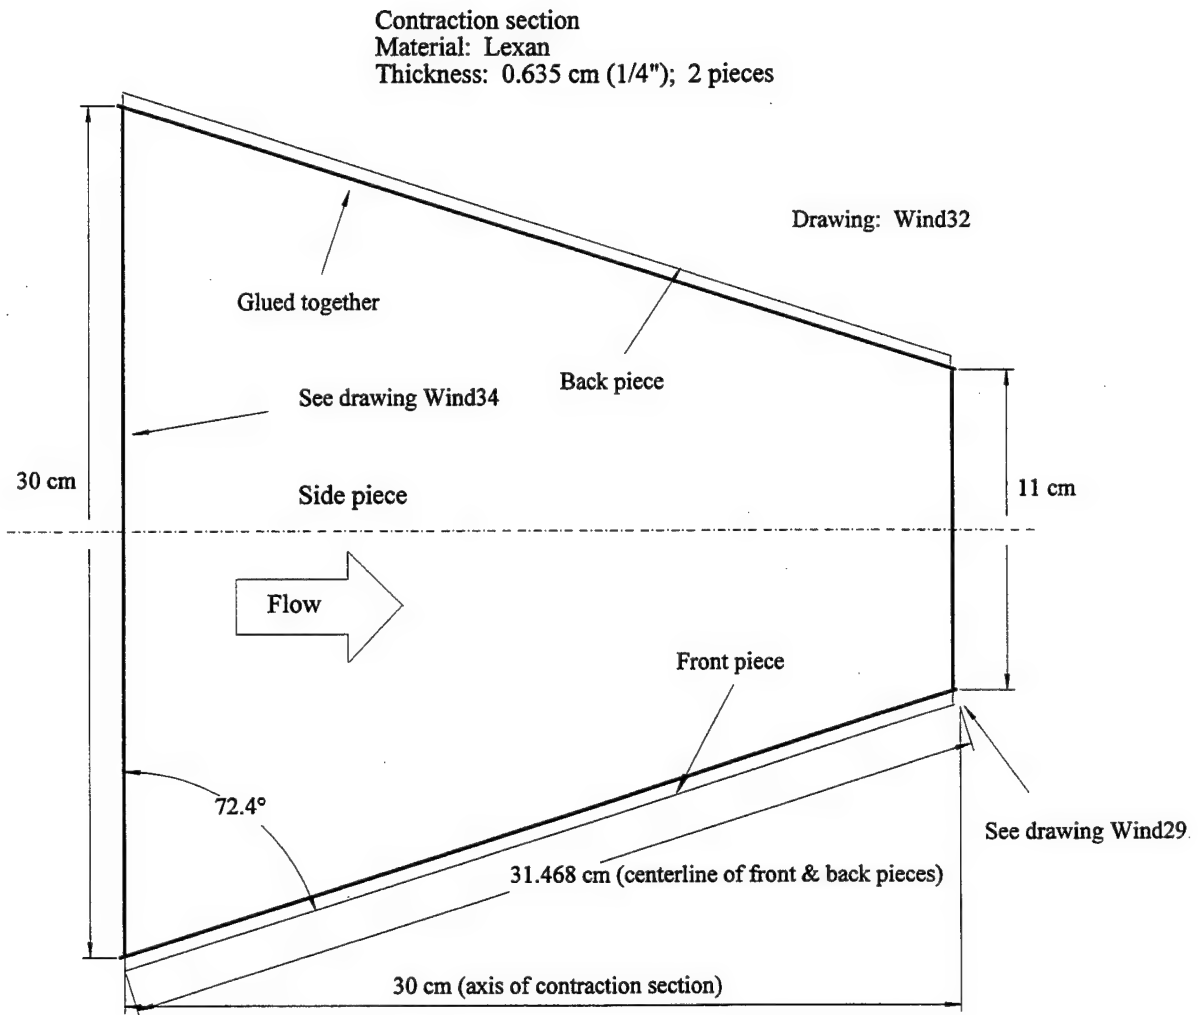 Contraction section
Material: Lexan
Thickness: 0.635 cm (1/4"); 2 pieces
Drawing: Wind32
Glued together
Back piece
See drawing Wind34
30 cm
Side piece
11 cm
Flow
Front piece
72.4°
See drawing Wind29
31.468 cm (centerline of front & back pieces)
30 cm (axis of contraction section)